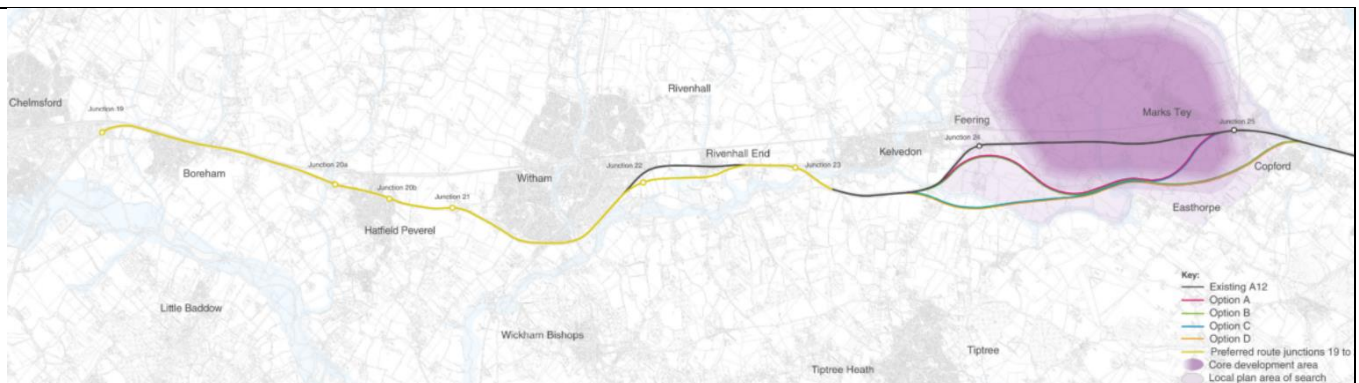 Rivenhall
Chelmsford
Junction 19
Marks Tey
Feering
Junction 25
Junction 24
Rivenhall End
Kelvedon
Junction 20a
Junction 22
Junction 23
Boreham
Witham
Copford
Junction 20b
Junction 21
Easthorpe
Hatfield Peverel
Key:
Existing A12
Little Baddow
Option A
Option B
Option C
Wickham Bishops
Option D
Tiptree
Preferred route junctions 19 to
Core development area
Tiptree Heath
Local plan area of search